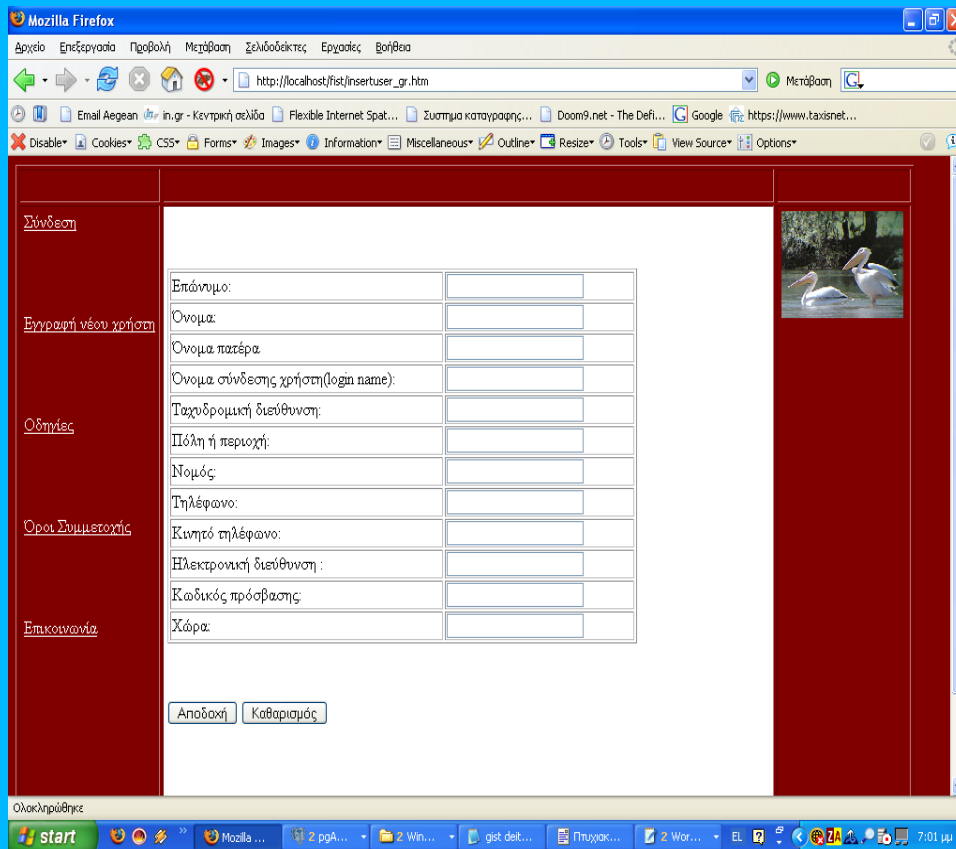 Mozilla Firefox
Αρχείο Επεξεργασία Προβολή Μετάβαση Σελιδοδείκτες Εργασίες Βοήθεια
http://localhost/fist/insertuser_gr.htm Μετάβαση
Email Aegean in.gr - Κεντρική σελίδα Flexible Internet Spat... Συστημα καταγραφης... Doom9.net - The Defi... Google https://www.taxisnet...
Disable Cookies CSS Forms Images Information Miscellaneous Outline Resize Tools View Source Options
Σύνδεση
Εγγραφή νέου χρήστη
Οδηγίες
Όροι Συμμετοχής
Επικοινωνία
Επώνυμο:
Όνομα:
Όνομα πατέρα
Όνομα σύνδεσης χρήστη(login name):
Ταχυδρομική διεύθυνση:
Πόλη ή περιοχή:
Νομός:
Τηλέφωνο:
Κινητό τηλέφωνο:
Ηλεκτρονική διεύθυνση :
Κωδικός πρόσβασης:
Χώρα:
Αποδοχή Καθαρισμός
Ολοκληρώθηκε
start Mozilla ... 2 pgA... 2 Win... gist deit... Πτυχιακ... 2 Wor... EL 7:01 μμ